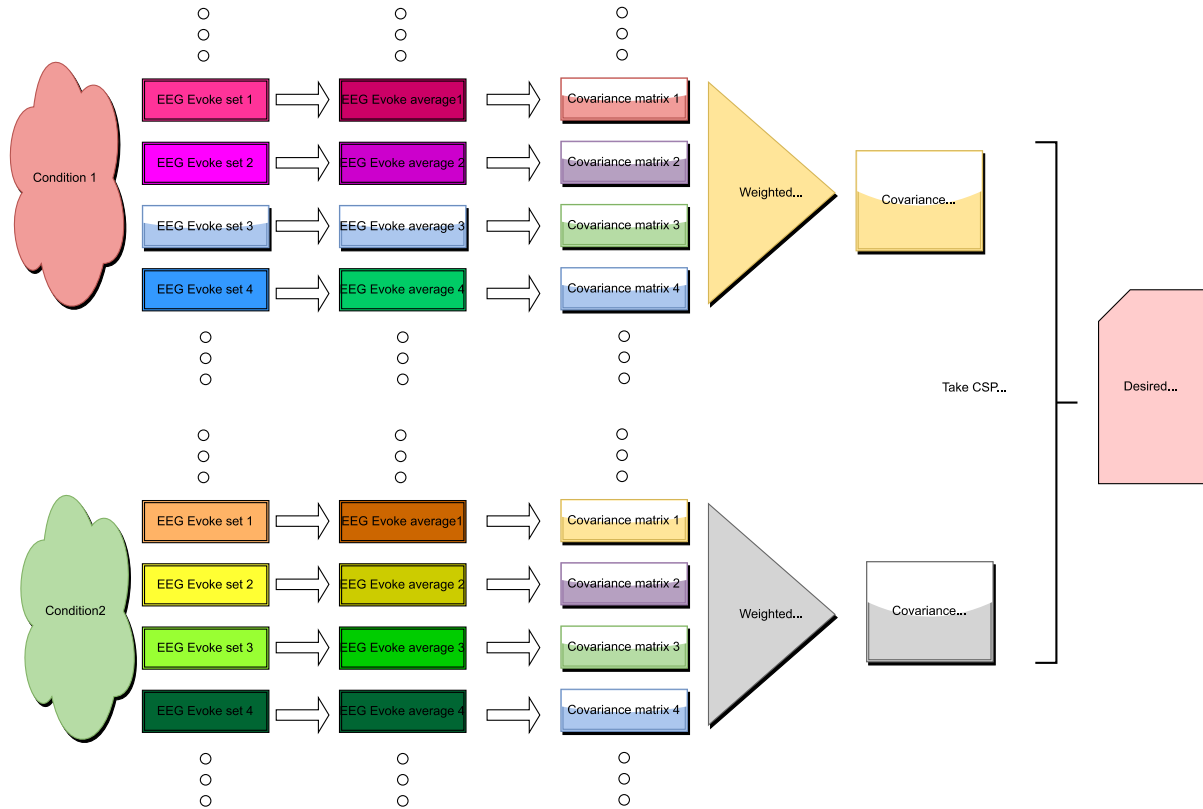 Condition 1
EEG Evoke set 1
EEG Evoke average1
Covariance matrix 1
EEG Evoke set 2
EEG Evoke average 2
Covariance matrix 2
Weighted...
Covariance...
EEG Evoke set 3
EEG Evoke average 3
Covariance matrix 3
EEG Evoke set 4
EEG Evoke average 4
Covariance matrix 4
Take CSP...
Desired...
Condition2
EEG Evoke set 1
EEG Evoke average1
Covariance matrix 1
EEG Evoke set 2
EEG Evoke average 2
Covariance matrix 2
Weighted...
Covariance...
EEG Evoke set 3
EEG Evoke average 3
Covariance matrix 3
EEG Evoke set 4
EEG Evoke average 4
Covariance matrix 4